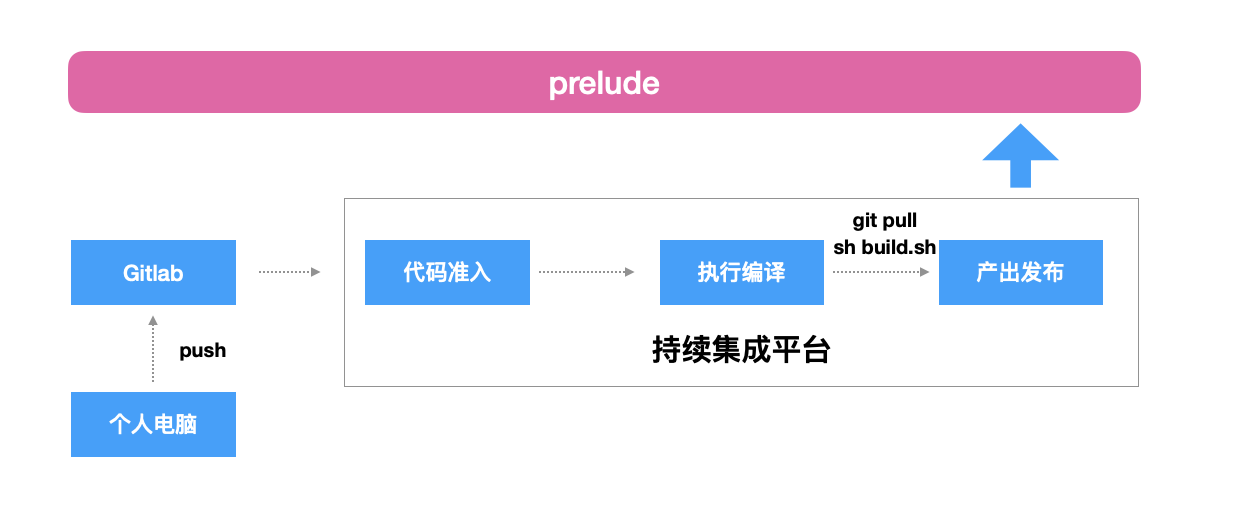 prelude
git pull
sh build.sh
Gitlab
代码准入
执行编译
产出发布
持续集成平台
push
个人电脑